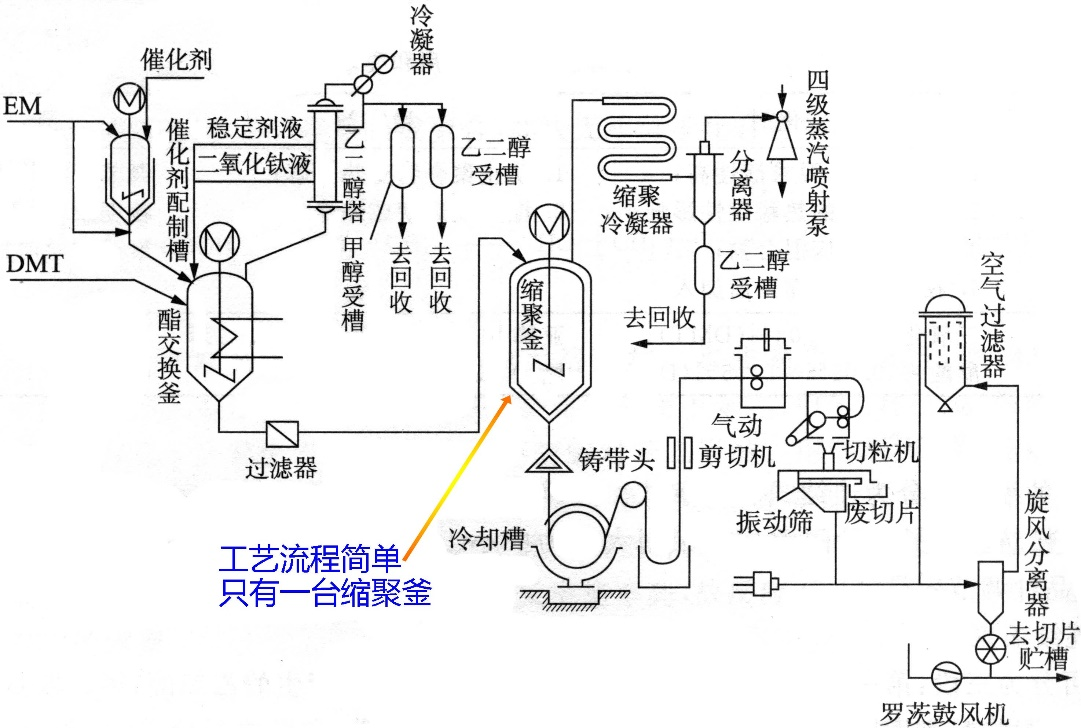 冷凝器
催化剂
EM
稳定剂液
二氧化钛液
催化剂配制槽
乙二醇塔
乙二醇
受槽
甲醇受槽
去回收
去回收
DMT
酯交换釜
过滤器
缩聚釜
缩聚
冷凝器
分离器
四级蒸汽喷射泵
乙二醇
受槽
去回收
空气过滤器
气动
剪切机
铸带头
切粒机
振动筛
废切片
冷却槽
旋风分离器
去切片
贮槽
罗茨鼓风机
工艺流程简单
只有一台缩聚釜